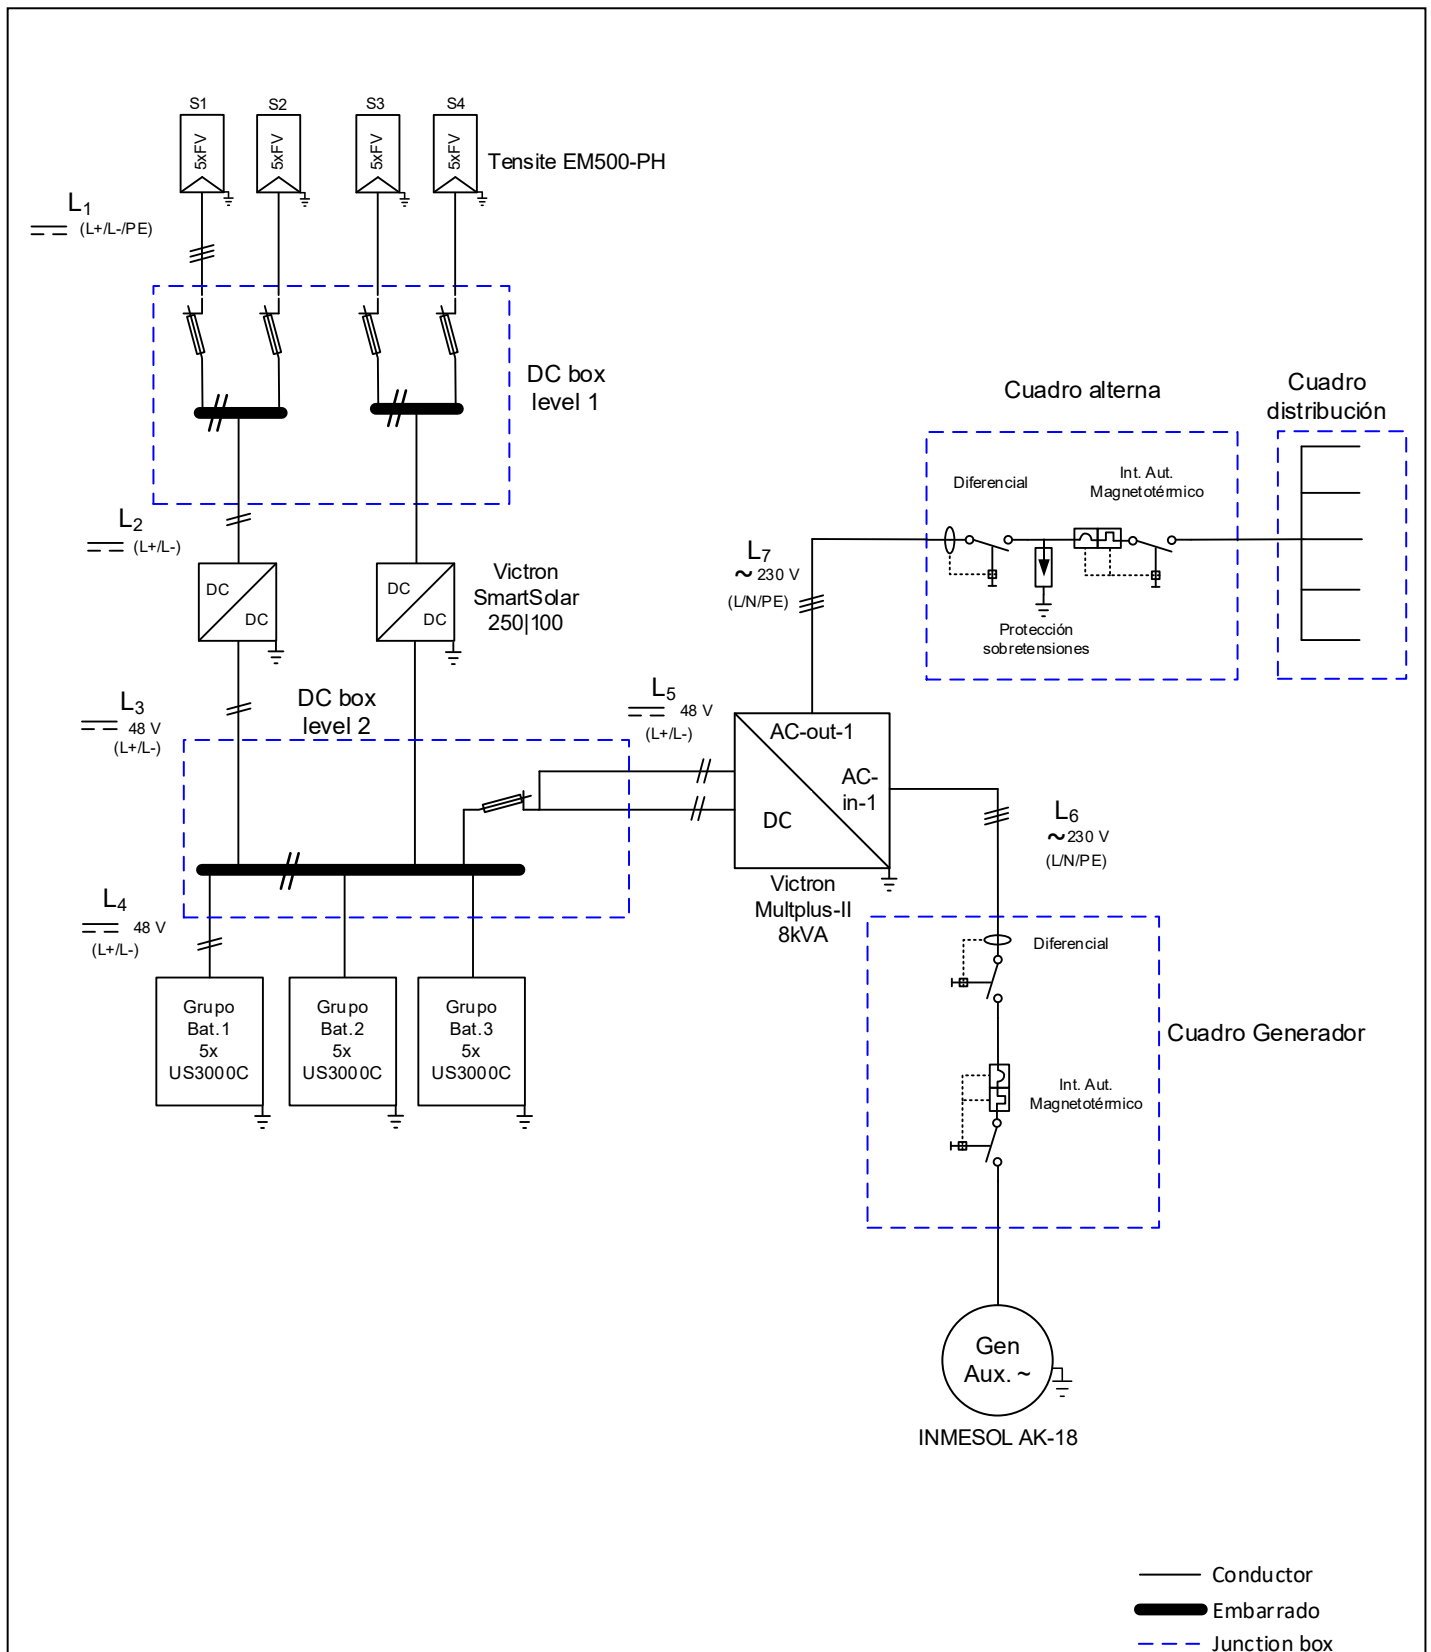 S1
S2
S3
S4
5xFV
5xFV
5xFV
5xFV
Tensite EM500-PH
L1
(L+/L-/PE)
DC box
level 1
L2
(L+/L-)
DC
DC
DC
DC
Victron
SmartSolar
250|100
L3
48 V
(L+/L-)
DC box
level 2
L5
48 V
(L+/L-)
L4
48 V
(L+/L-)
Grupo
Bat.1
5x
US3000C
Grupo
Bat.2
5x
US3000C
Grupo
Bat.3
5x
US3000C
AC-out-1
AC-
in-1
DC
Victron
Multplus-II
8kVA
L7
~ 230 V
(L/N/PE)
Cuadro alterna
Diferencial
Int. Aut.
Magnetotérmico
Protección
sobretensiones
Cuadro
distribución
L6
~230 V
(L/N/PE)
Diferencial
Int. Aut.
Magnetotérmico
Cuadro Generador
Gen
Aux. ~
INMESOL AK-18
Conductor
Embarrado
Junction box